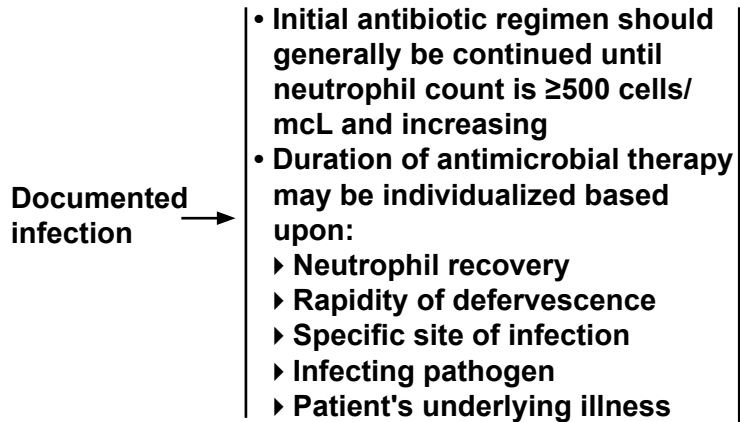 Documented
infection
• Initial antibiotic regimen should
generally be continued until
neutrophil count is ≥500 cells/
mcL and increasing
• Duration of antimicrobial therapy
may be individualized based
upon:
▸ Neutrophil recovery
▸ Rapidity of defervescence
▸ Specific site of infection
▸ Infecting pathogen
▸ Patient's underlying illness